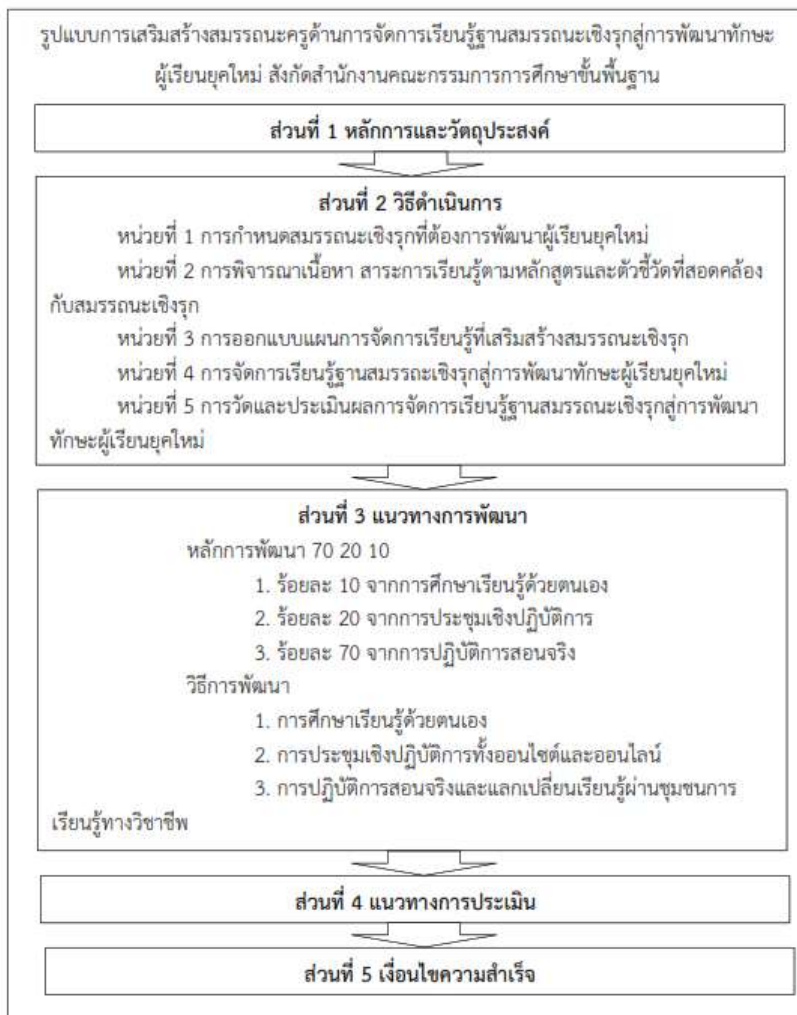 รูปแบบการเสริมสร้างสมรรถนะครูด้านการจัดการเรียนรู้ฐานสมรรถนะเชิงรุกสู่การพัฒนาทักษะ
ผู้เรียนยุคใหม่ สังกัดสำนักงานคณะกรรมการการศึกษาขั้นพื้นฐาน
ส่วนที่ 1 หลักการและวัตถุประสงค์
ส่วนที่ 2 วิธีดำเนินการ
หน่วยที่ 1 การกำหนดสมรรถนะเชิงรุกที่ต้องการพัฒนาผู้เรียนยุคใหม่
หน่วยที่ 2 การพิจารณาเนื้อหา สาระการเรียนรู้ตามหลักสูตรและตัวชี้วัดที่สอดคล้อง
กับสมรรถนะเชิงรุก
หน่วยที่ 3 การออกแบบแผนการจัดการเรียนรู้ที่เสริมสร้างสมรรถนะเชิงรุก
หน่วยที่ 4 การจัดการเรียนรู้ฐานสมรรถะเชิงรุกสู่การพัฒนาทักษะผู้เรียนยุคใหม่
หน่วยที่ 5 การวัดและประเมินผลการจัดการเรียนรู้ฐานสมรรถนะเชิงรุกสู่การพัฒนา
ทักษะผู้เรียนยุคใหม่
ส่วนที่ 3 แนวทางการพัฒนา
หลักการพัฒนา 70 20 10
1. ร้อยละ 10 จากการศึกษาเรียนรู้ด้วยตนเอง
2. ร้อยละ 20 จากการประชุมเชิงปฏิบัติการ
3. ร้อยละ 70 จากการปฏิบัติการสอนจริง
วิธีการพัฒนา
1. การศึกษาเรียนรู้ด้วยตนเอง
2. การประชุมเชิงปฏิบัติการทั้งออนไซต์และออนไลน์
3. การปฏิบัติการสอนจริงและแลกเปลี่ยนเรียนรู้ผ่านชุมชนการ
เรียนรู้ทางวิชาชีพ
ส่วนที่ 4 แนวทางการประเมิน
ส่วนที่ 5 เงื่อนไขความสำเร็จ